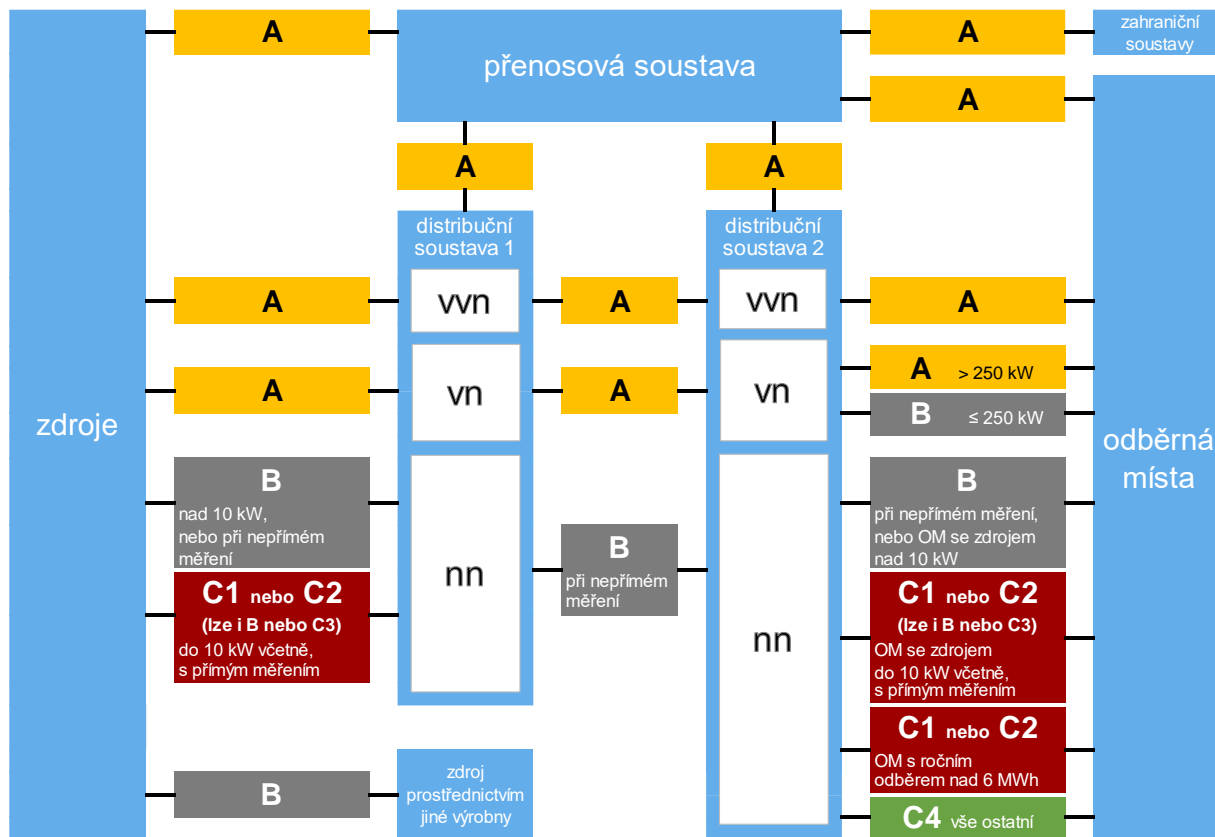 A
přenosová soustava
A
zahraniční
soustavy
A
A
A
distribuční
soustava 1
distribuční
soustava 2
A
vvn
A
vvn
A
zdroje
A
vn
A
vn
A > 250 kW
B ≤ 250 kW
odběrná
místa
B
nad 10 kW,
nebo při nepřímém
měření
C1 nebo C2
(lze i B nebo C3)
do 10 kW včetně,
s přímým měřením
nn
B
při nepřímém
měření
nn
B
při nepřímém měření,
nebo OM se zdrojem
nad 10 kW
C1 nebo C2
(lze i B nebo C3)
OM se zdrojem
do 10 kW včetně,
s přímým měřením
C1 nebo C2
OM s ročním
odběrem nad 6 MWh
B
zdroj
prostřednictvím
jiné výrobny
C4 vše ostatní